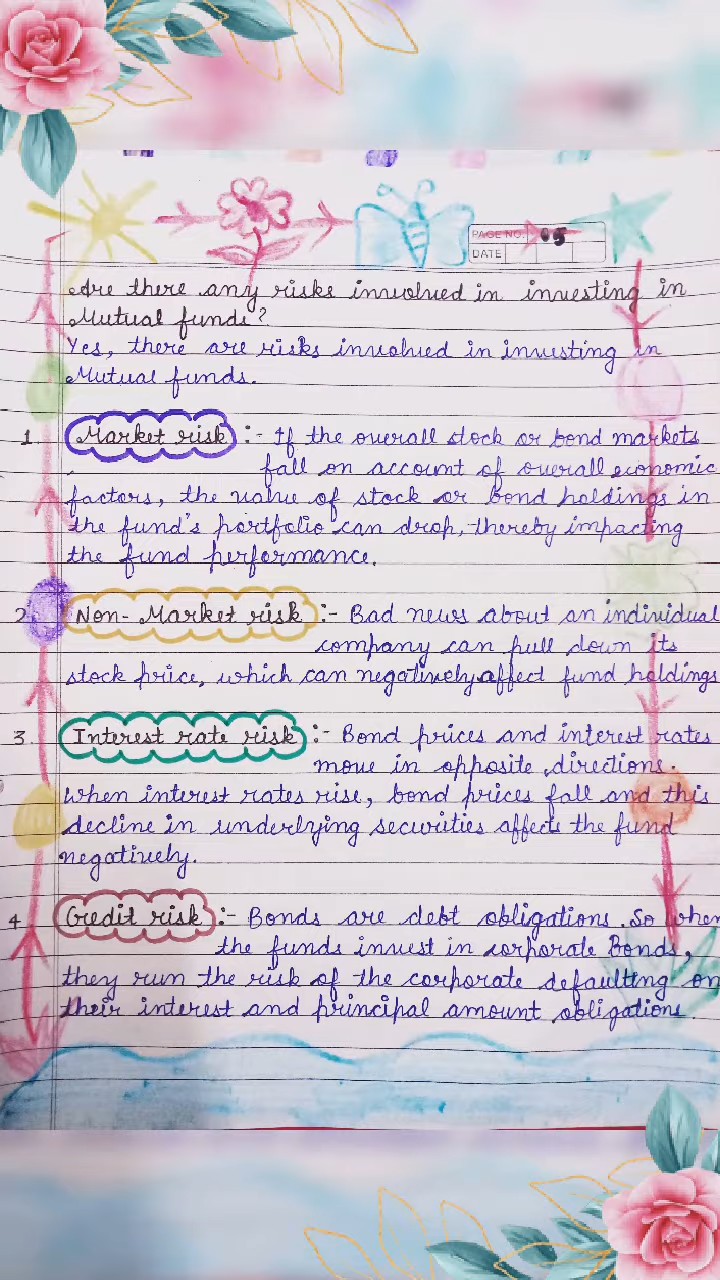 PAGE NO. 05
DATE
Are there any risks involved in investing in
Mutual funds?
Yes, there are risks involved in investing in
Mutual funds.
1. Market risk :- If the overall stock or bond markets
fall on account of overall economic
factors, the value of stock or bond holdings in
the fund's portfolio can drop, thereby impacting
the fund performance.
2. Non-Market risk :- Bad news about an individual
company can pull down its
stock price, which can negatively affect fund holdings
3. Interest rate risk :- Bond prices and interest rates
move in opposite directions.
When interest rates rise, bond prices fall and this
decline in underlying securities affects the fund
negatively.
4. Credit risk :- Bonds are debt obligations. So when
the funds invest in corporate Bonds,
they run the risk of the corporate defaulting on
their interest and principal amount obligations.